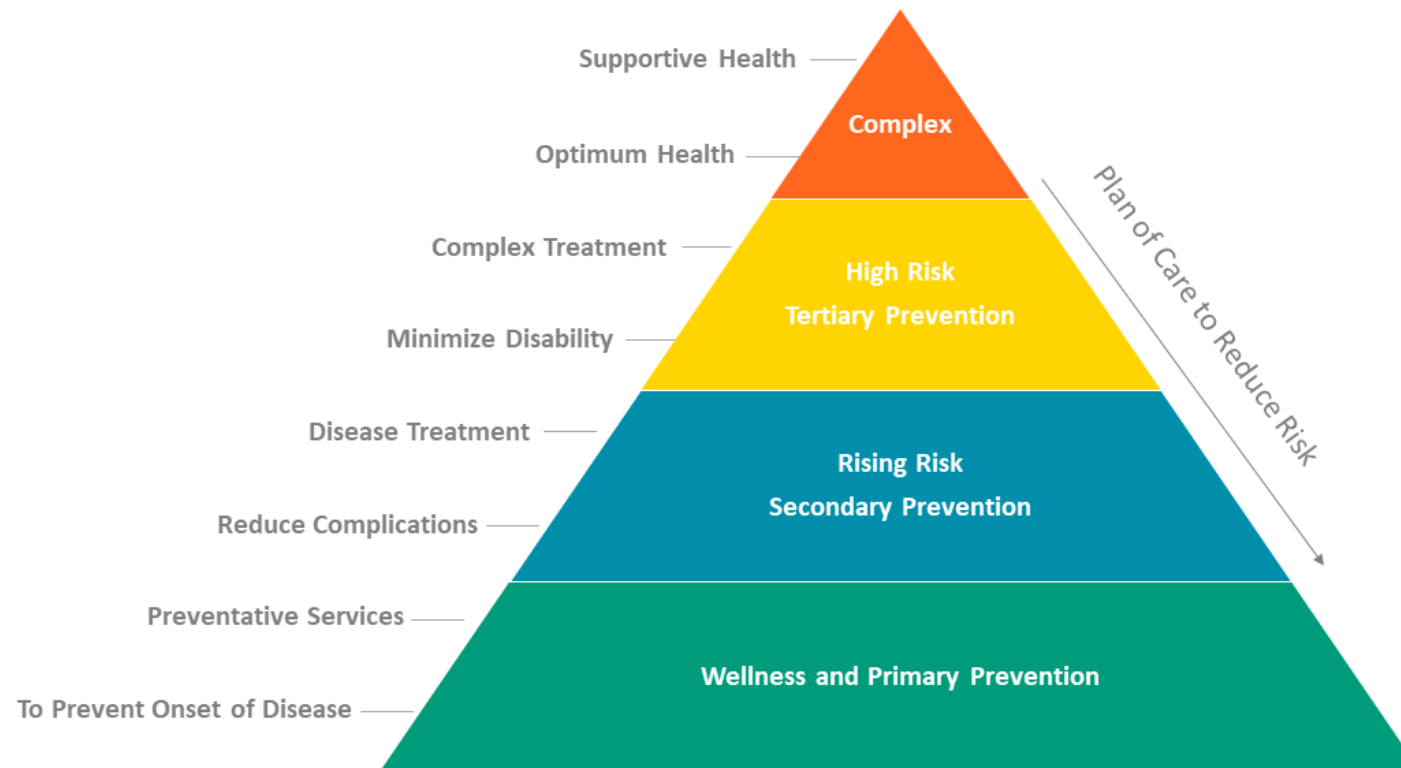 Supportive Health
Complex
Optimum Health
Complex Treatment
High Risk
Tertiary Prevention
Minimize Disability
Disease Treatment
Rising Risk
Secondary Prevention
Reduce Complications
Preventative Services
Wellness and Primary Prevention
To Prevent Onset of Disease
Plan of Care to Reduce Risk